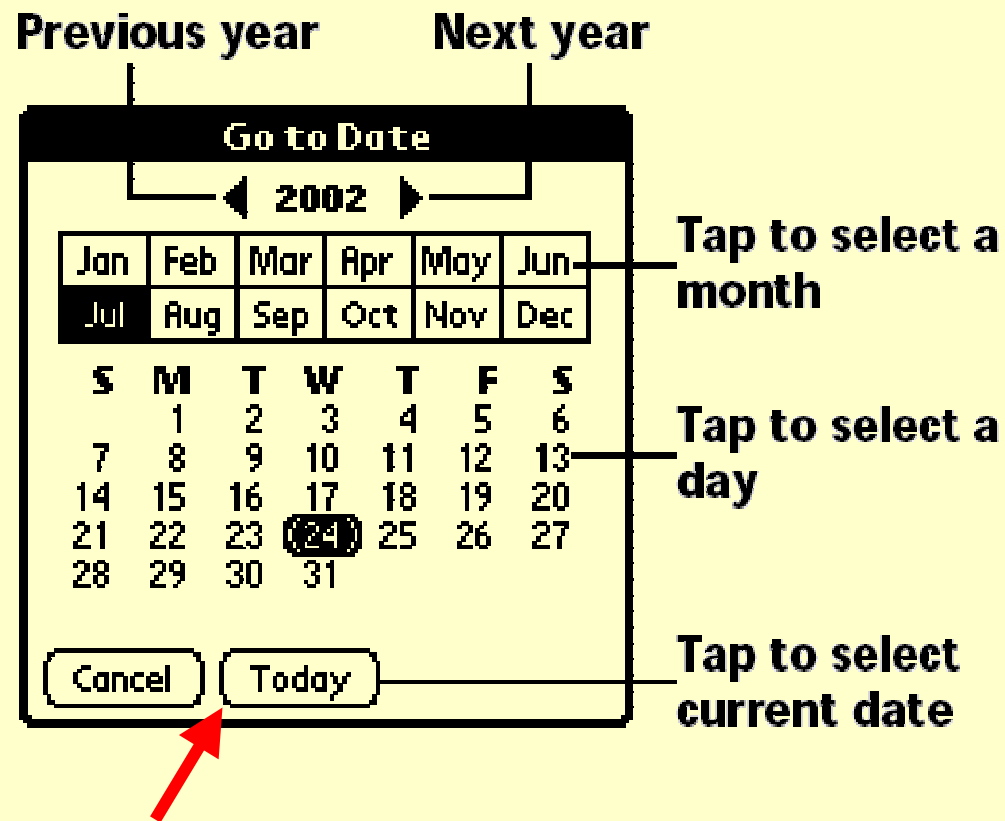 Previous year Next year
Go to Date
2002
Jan Feb Mar Apr May Jun
Tap to select a
month
Jul Aug Sep Oct Nov Dec
S M T W T F S
1 2 3 4 5 6
Tap to select a
day
7 8 9 10 11 12 13
14 15 16 17 18 19 20
21 22 23 24 25 26 27
28 29 30 31
Cancel Today
Tap to select
current date